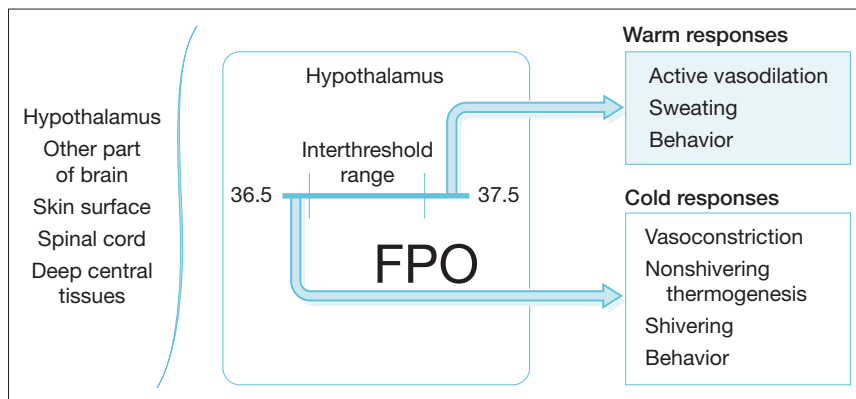 Hypothalamus
Other part
of brain
Skin surface
Spinal cord
Deep central
tissues
Hypothalamus
Interthreshold
range
36.5
37.5
FPO
Warm responses
Active vasodilation
Sweating
Behavior
Cold responses
Vasoconstriction
Nonshivering
thermogenesis
Shivering
Behavior